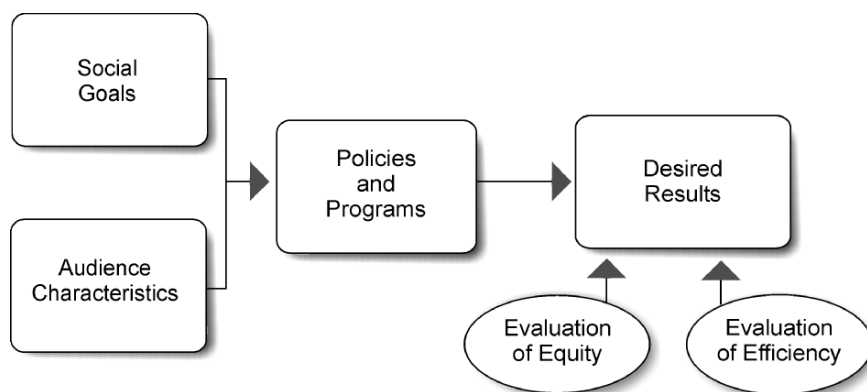 Social
Goals
Audience
Characteristics
Policies
and
Programs
Desired
Results
Evaluation
of Equity
Evaluation
of Efficiency